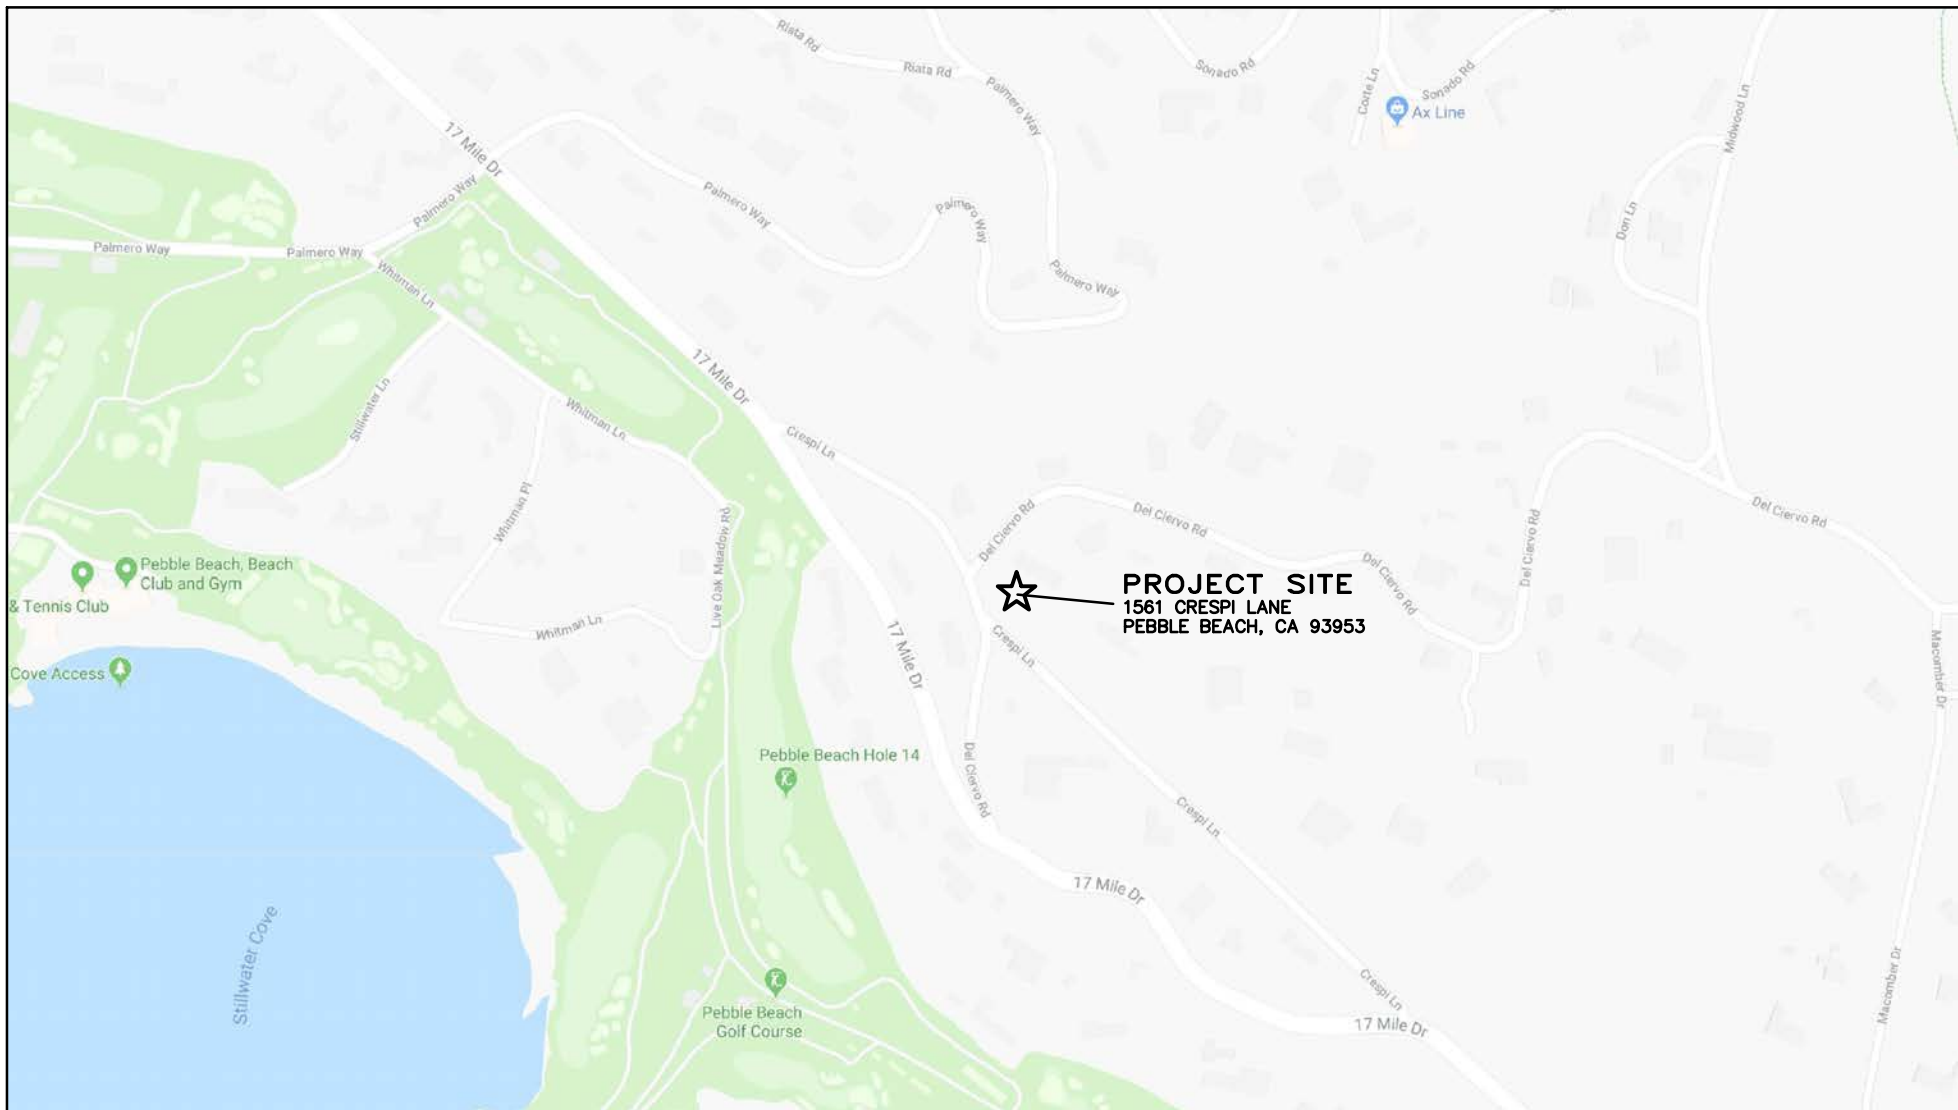 Riata Rd
Riata Rd
Palmero Way
Sonado Rd
Corte Ln
Sonado Rd
Ax Line
Midwood Ln
17 Mile Dr
Palmero Way
Palmero Way
Palmero Way
Don Ln
Palmero Way
Palmero Way
Whitman Ln
Palmero Way
17 Mile Dr
Stillwater Ln
Whitman Ln
Crespi Ln
Whitman Pl
Live Oak Meadow Rd
Del Ciervo Rd
Del Ciervo Rd
Del Ciervo Rd
Del Ciervo Rd
Del Ciervo Rd
Pebble Beach, Beach
Club and Gym
& Tennis Club
PROJECT SITE
1561 CRESPI LANE
PEBBLE BEACH, CA 93953
Whitman Ln
Crespi Ln
17 Mile Dr
Cove Access
Macomber Dr
Pebble Beach Hole 14
Del Ciervo Rd
Crespi Ln
17 Mile Dr
Stillwater Cove
Crespi Ln
Macomber Dr
Pebble Beach
Golf Course
17 Mile Dr